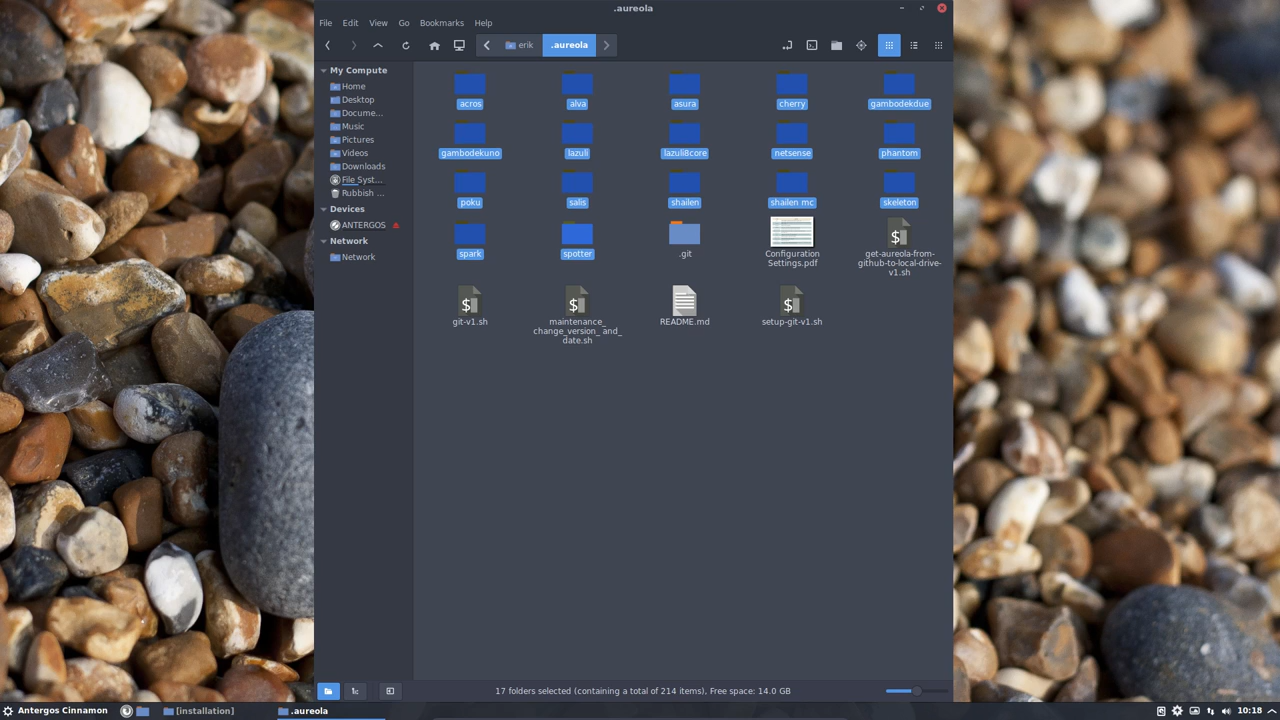 .aureola
File Edit View Go Bookmarks Help
erik .aureola
My Compute
Home
Desktop
Docume...
Music
Pictures
Videos
Downloads
File Syst...
Rubbish ...
Devices
ANTERGOS
Network
Network
acros alva asura cherry gambodekdue
gambodekuno lazuli lazuli8core netsense phantom
poku salis shailen shailen mc skeleton
spark spotter .git Configuration
Settings.pdf
get-aureola-from-
github-to-local-drive-
v1.sh
git-v1.sh
maintenance_
change_version_ and_
date.sh
README.md
setup-git-v1.sh
17 folders selected (containing a total of 214 items), Free space: 14.0 GB
Antergos Cinnamon [installation] .aureola 10:18